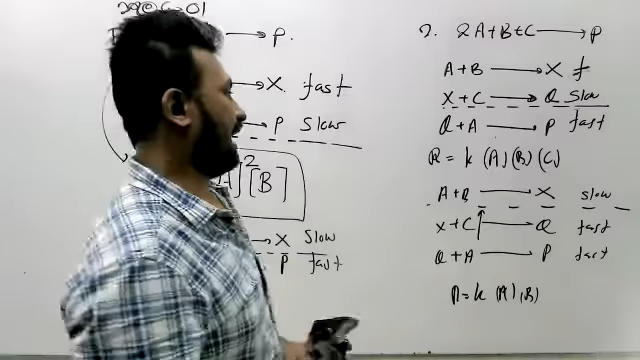 → P.
→ X fast
→ P slow
]² [B]
→ X slow
P fast
2. 2A+B+C → P
A+B → X f
X+C → Q slow
Q+A → P fast
R = k (A)(B)(C)
A+B → X slow
X+C → Q fast
Q+A → P fast
R = k (A)(B)